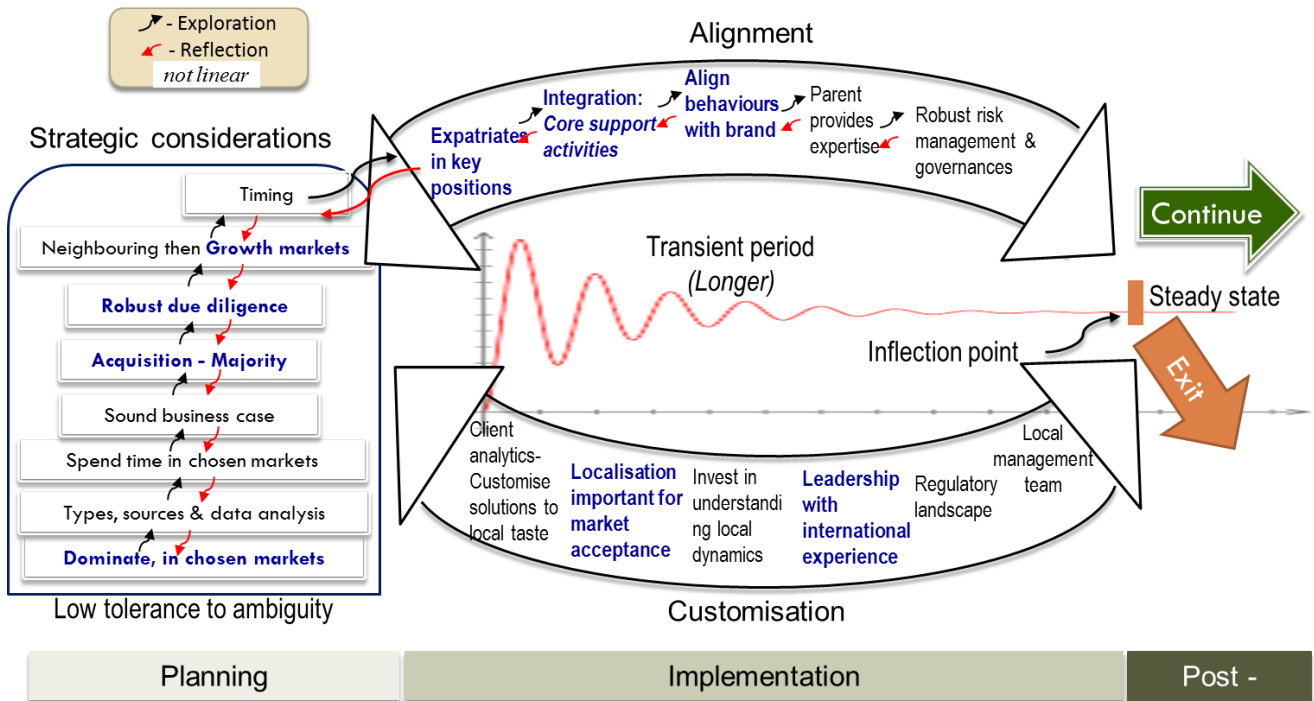 - Exploration
- Reflection
not linear
Strategic considerations
Timing
Neighbouring then Growth markets
Robust due diligence
Acquisition - Majority
Sound business case
Spend time in chosen markets
Types, sources & data analysis
Dominate, in chosen markets
Low tolerance to ambiguity
Alignment
Expatriates
in key
positions
Integration:
Core support
activities
Align
behaviours
with brand
Parent
provides
expertise
Robust risk
management &
governances
Transient period
(Longer)
Inflection point
Continue
Steady state
Exit
Client
analytics-
Customise
solutions to
local taste
Localisation
important for
market
acceptance
Invest in
understandi
ng local
dynamics
Leadership
with
international
experience
Regulatory
landscape
Local
management
team
Customisation
Planning
Implementation
Post -